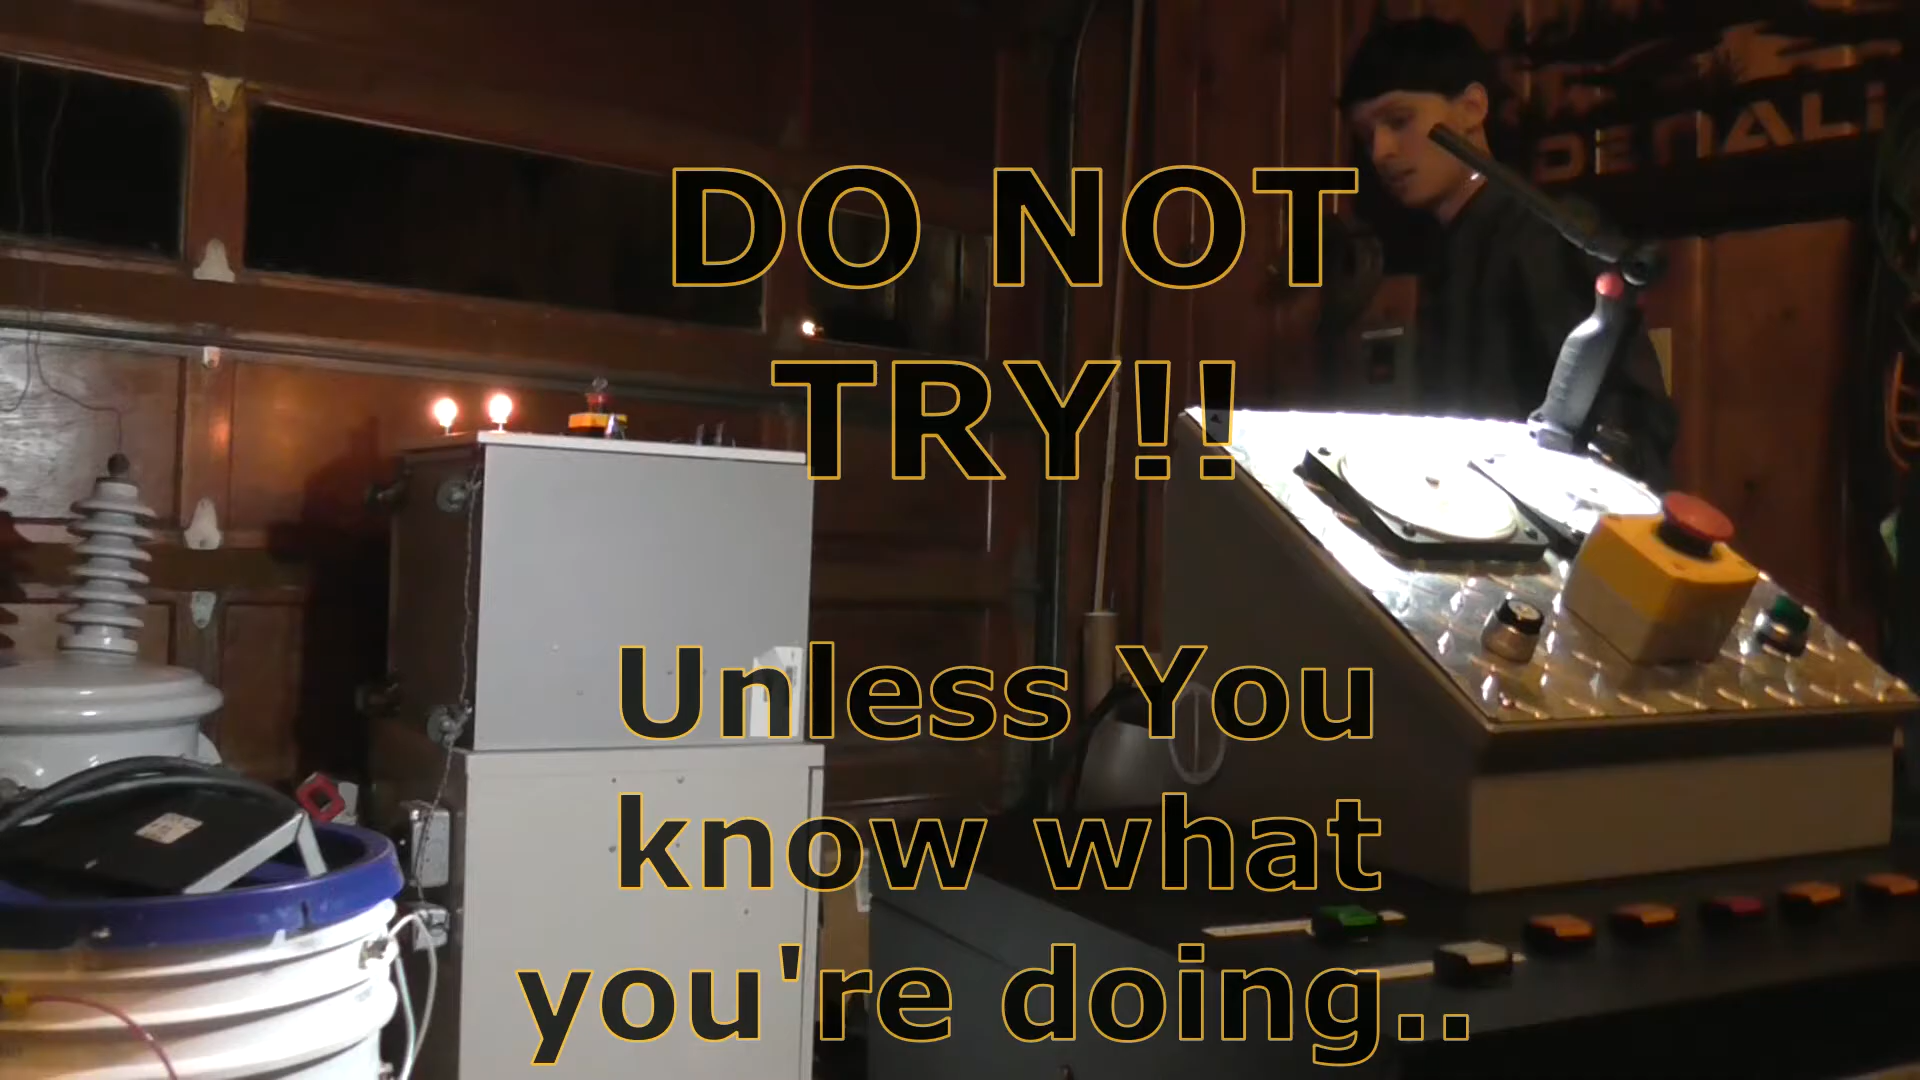 DENALI
DO NOT
TRY!!
Unless You
know what
you're doing..